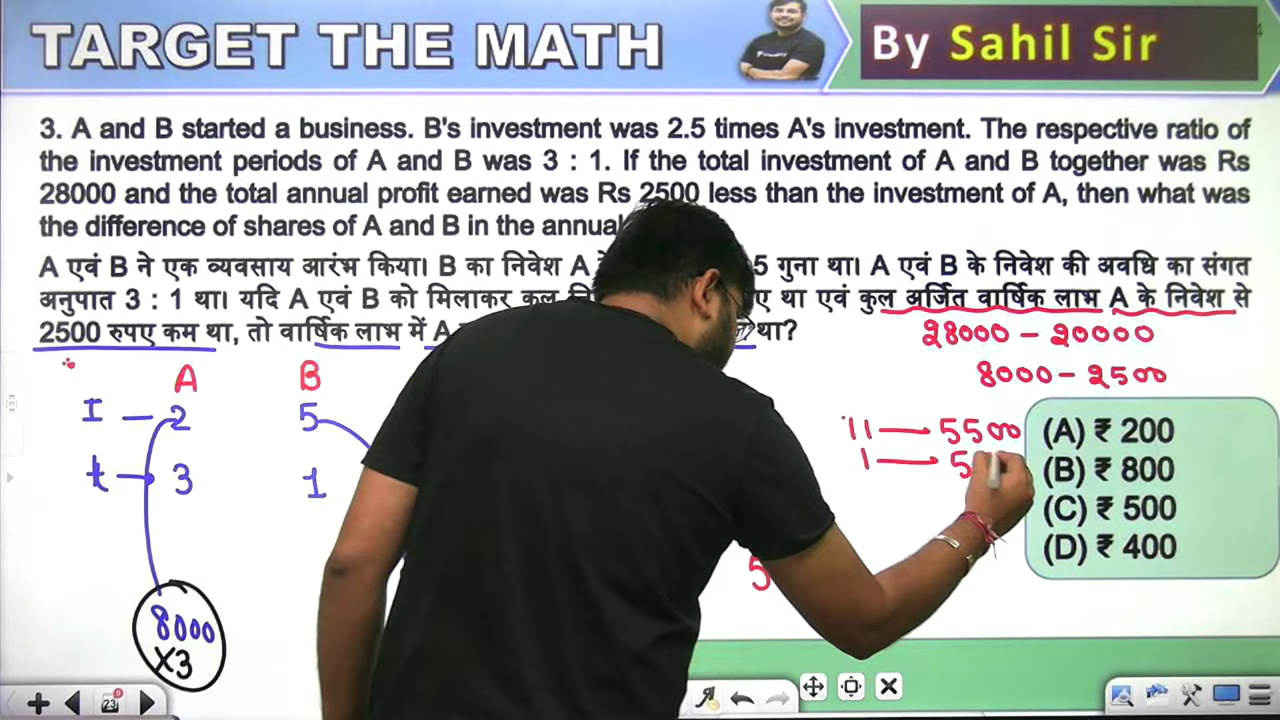 TARGET THE MATH
By Sahil Sir
3. A and B started a business. B's investment was 2.5 times A's investment. The respective ratio of
the investment periods of A and B was 3 : 1. If the total investment of A and B together was Rs
28000 and the total annual profit earned was Rs 2500 less than the investment of A, then what was
the difference of shares of A and B in the annual
A एवं B ने एक व्यवसाय आरंभ किया। B का निवेश A 5 गुना था। A एवं B के निवेश की अवधि का संगत
अनुपात 3 : 1 था। यदि A एवं B को मिलाकर कुल था एवं कुल अर्जित वार्षिक लाभ A के निवेश से
2500 रुपए कम था, तो वार्षिक लाभ में A था?
28000 - 20000
8000 - 2500
A B
I - 2 5
t - 3 1
8000
×3
11 — 5500
1 — 5
5
(A) ₹ 200
(B) ₹ 800
(C) ₹ 500
(D) ₹ 400
23
9